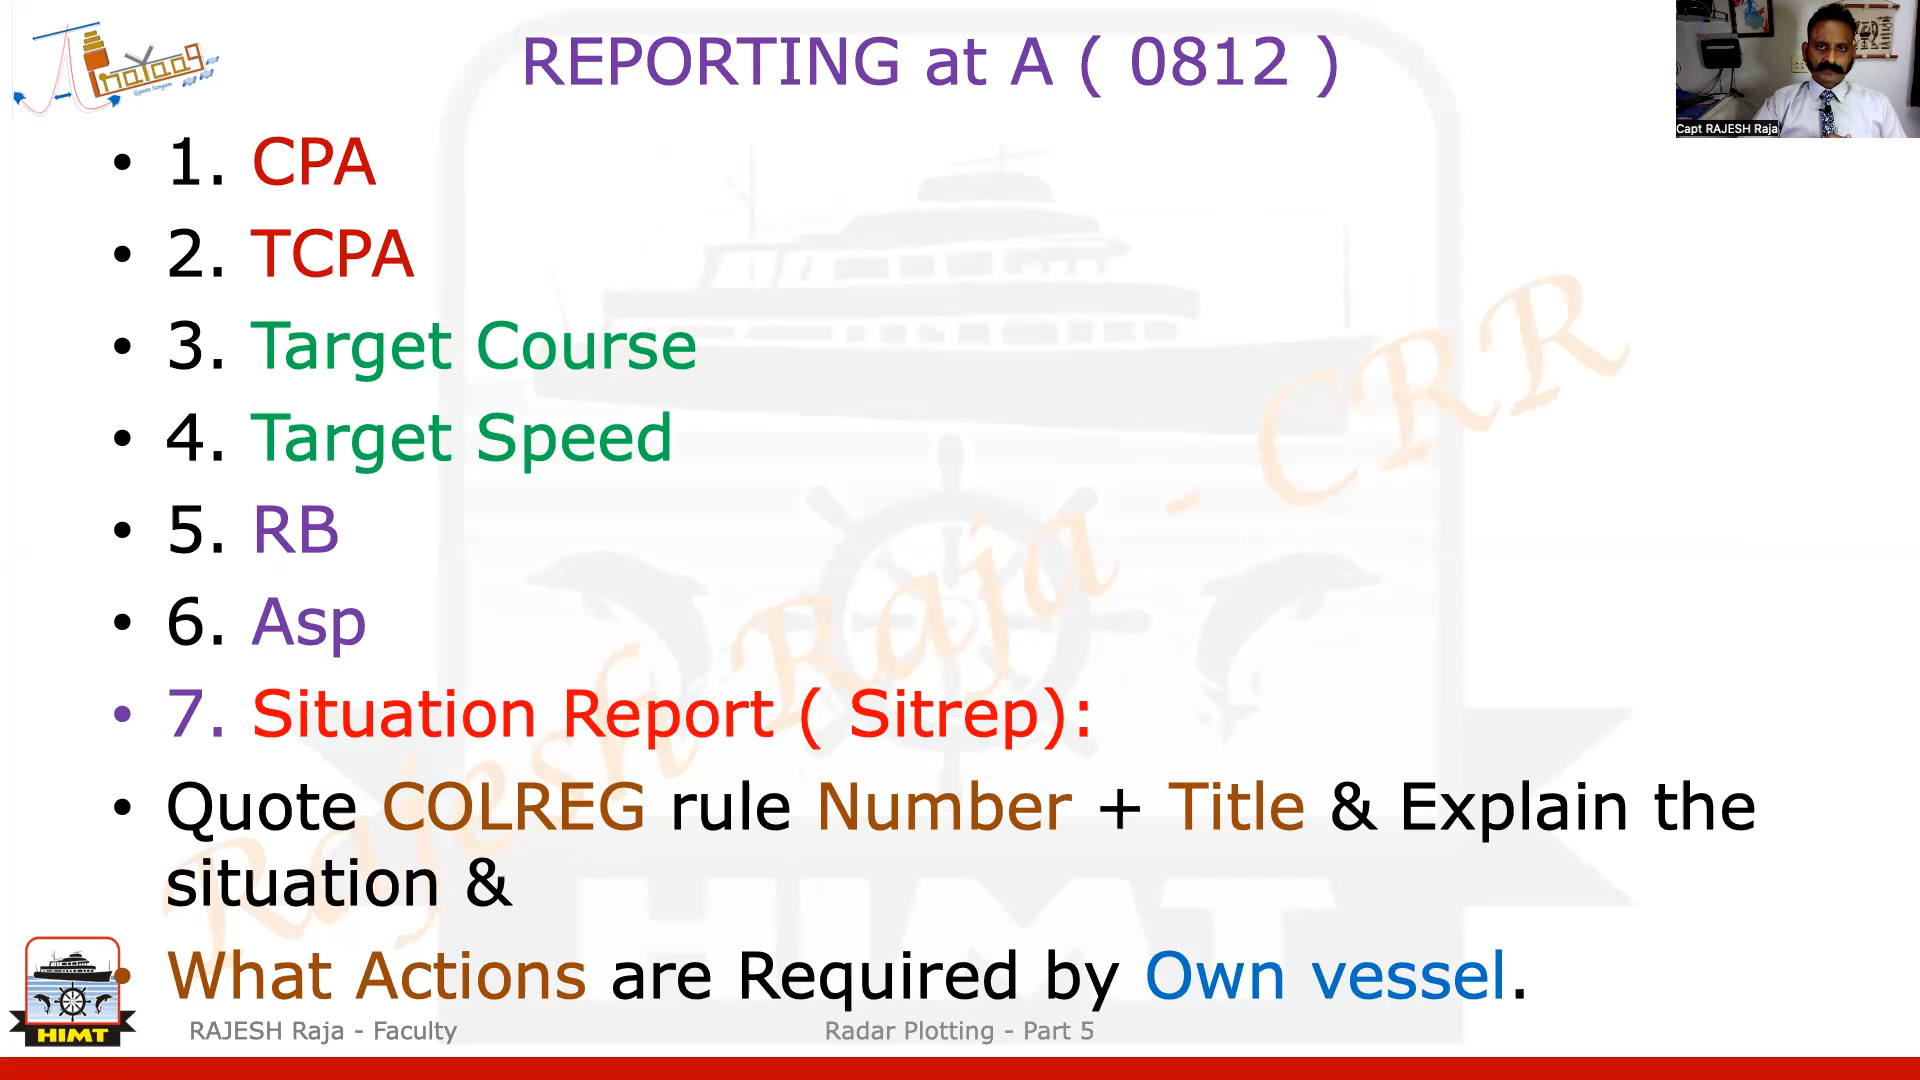 REPORTING at A ( 0812 )
Capt RAJESH Raja
• 1. CPA
• 2. TCPA
• 3. Target Course
• 4. Target Speed
• 5. RB
• 6. Asp
• 7. Situation Report ( Sitrep):
• Quote COLREG rule Number + Title & Explain the
situation &
• What Actions are Required by Own vessel.
Rajesh Raja - CRR
HIMT
HIMT
RAJESH Raja - Faculty
Radar Plotting - Part 5